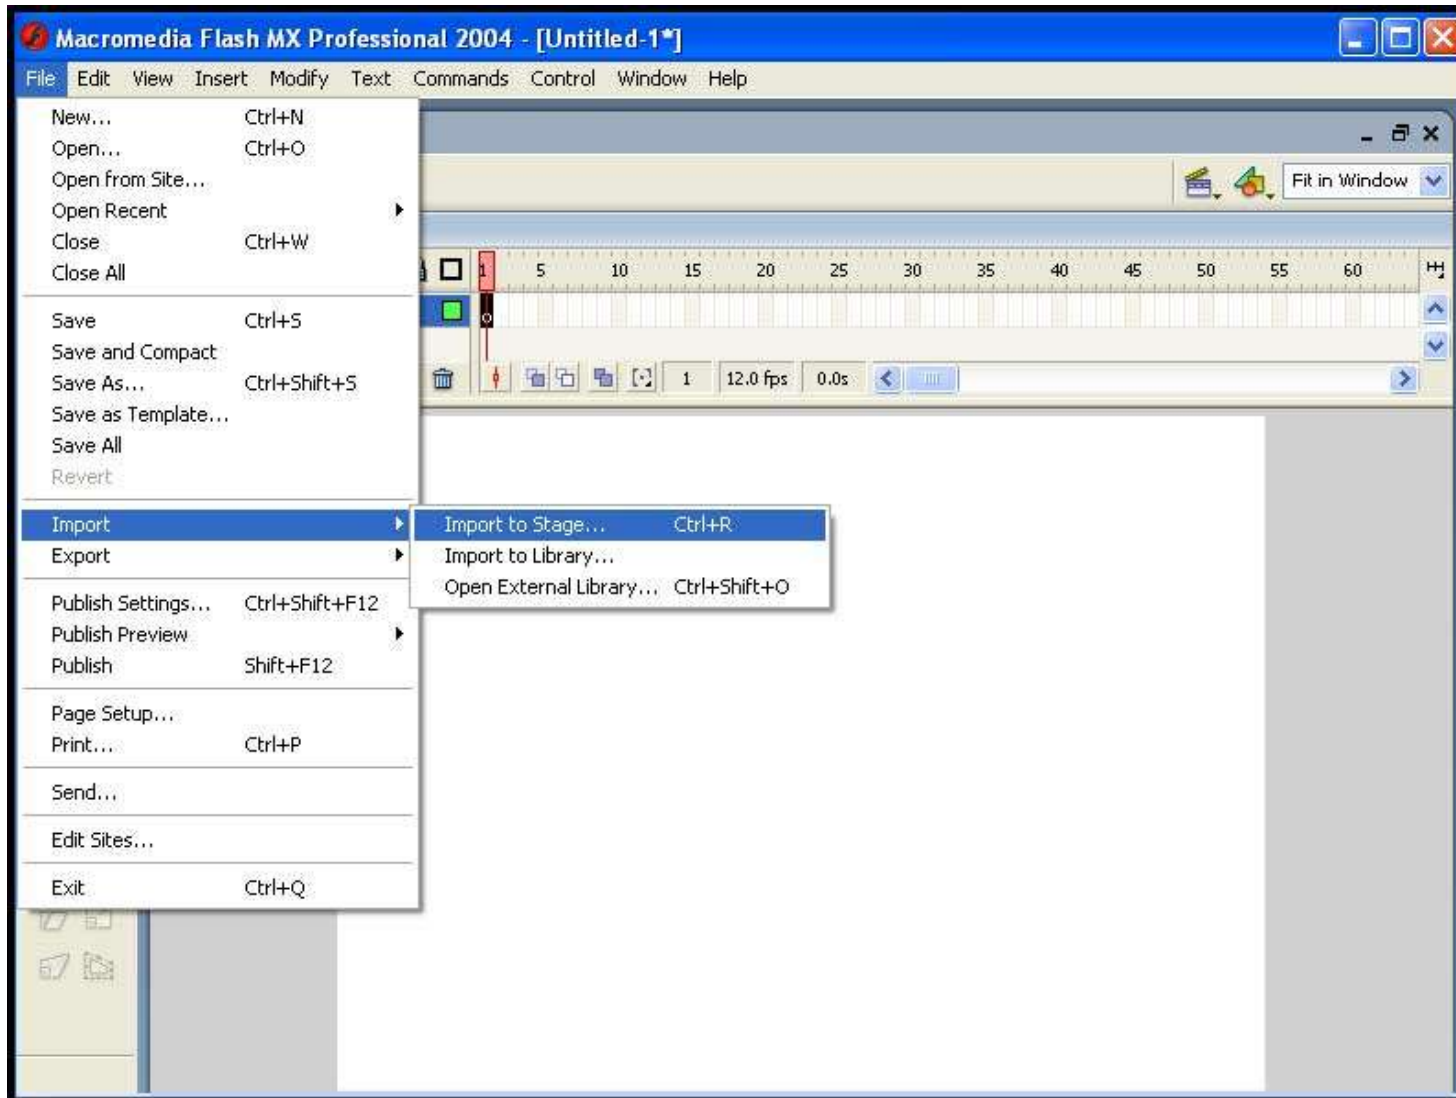 Macromedia Flash MX Professional 2004 - [Untitled-1*]
File Edit View Insert Modify Text Commands Control Window Help
New... Ctrl+N
Open... Ctrl+O
Open from Site...
Open Recent
Close Ctrl+W
Close All
Save Ctrl+S
Save and Compact
Save As... Ctrl+Shift+S
Save as Template...
Save All
Revert
Import
Export
Publish Settings... Ctrl+Shift+F12
Publish Preview
Publish Shift+F12
Page Setup...
Print... Ctrl+P
Send...
Edit Sites...
Exit Ctrl+Q
Import to Stage... Ctrl+R
Import to Library...
Open External Library... Ctrl+Shift+O
Fit in Window
1 5 10 15 20 25 30 35 40 45 50 55 60
1 12.0 fps 0.0s